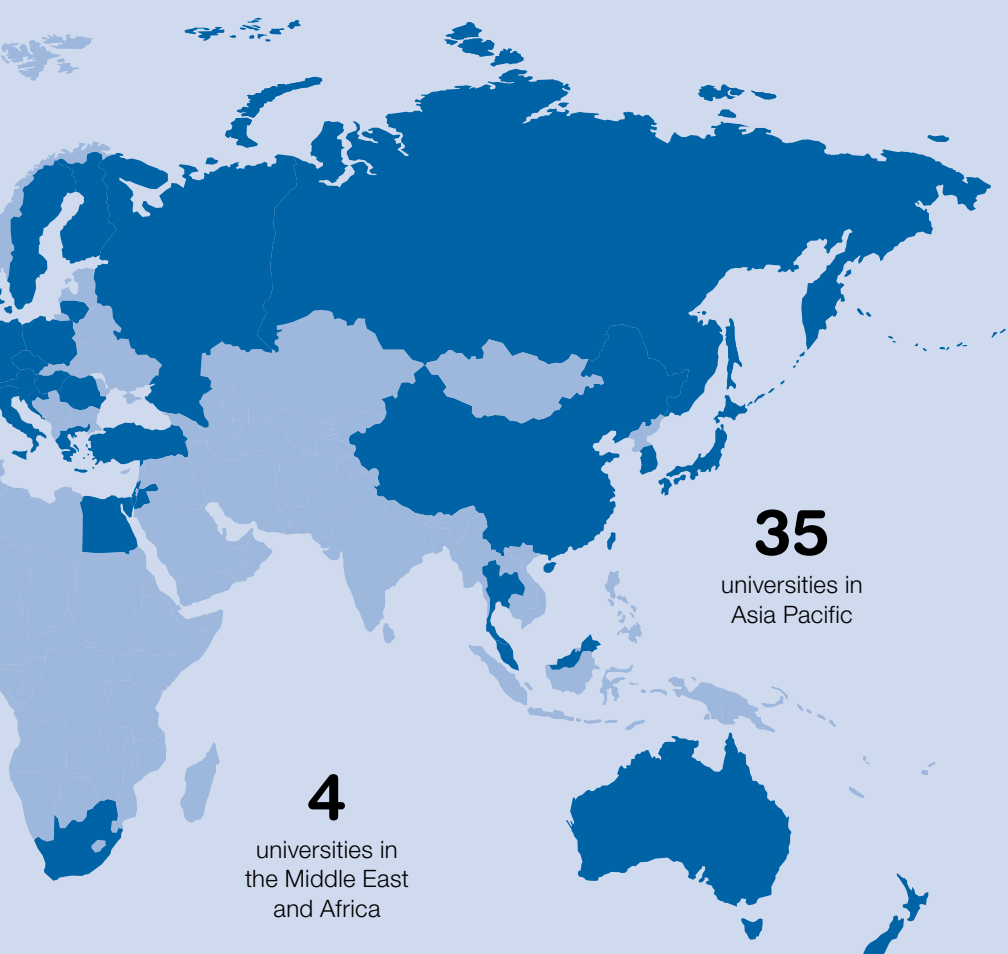 35
universities in
Asia Pacific
4
universities in
the Middle East
and Africa